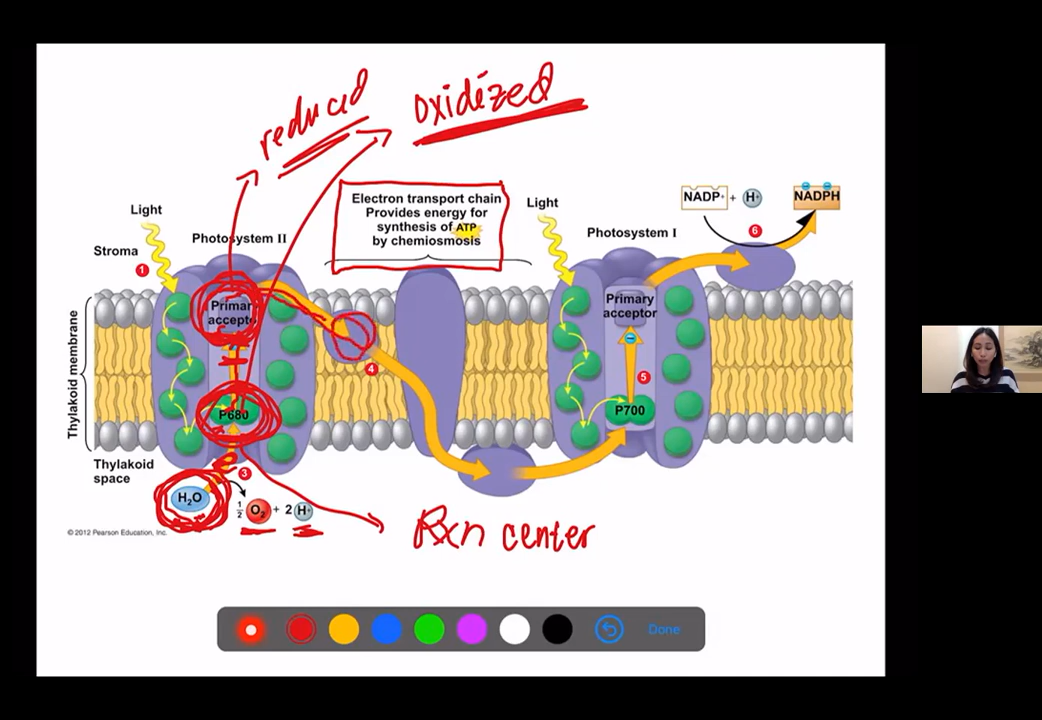 reduced
oxidized
Electron transport chain
Provides energy for
synthesis of ATP
by chemiosmosis
NADP+ + H+
NADPH
Light
Light
Photosystem II
Photosystem I
Stroma
1
6
Primary
acceptor
Primary
acceptor
Thylakoid membrane
4
5
P680
P700
Thylakoid
space
3
H2O
1/2 O2 + 2 H+
© 2012 Pearson Education, Inc.
Rxn center
Done